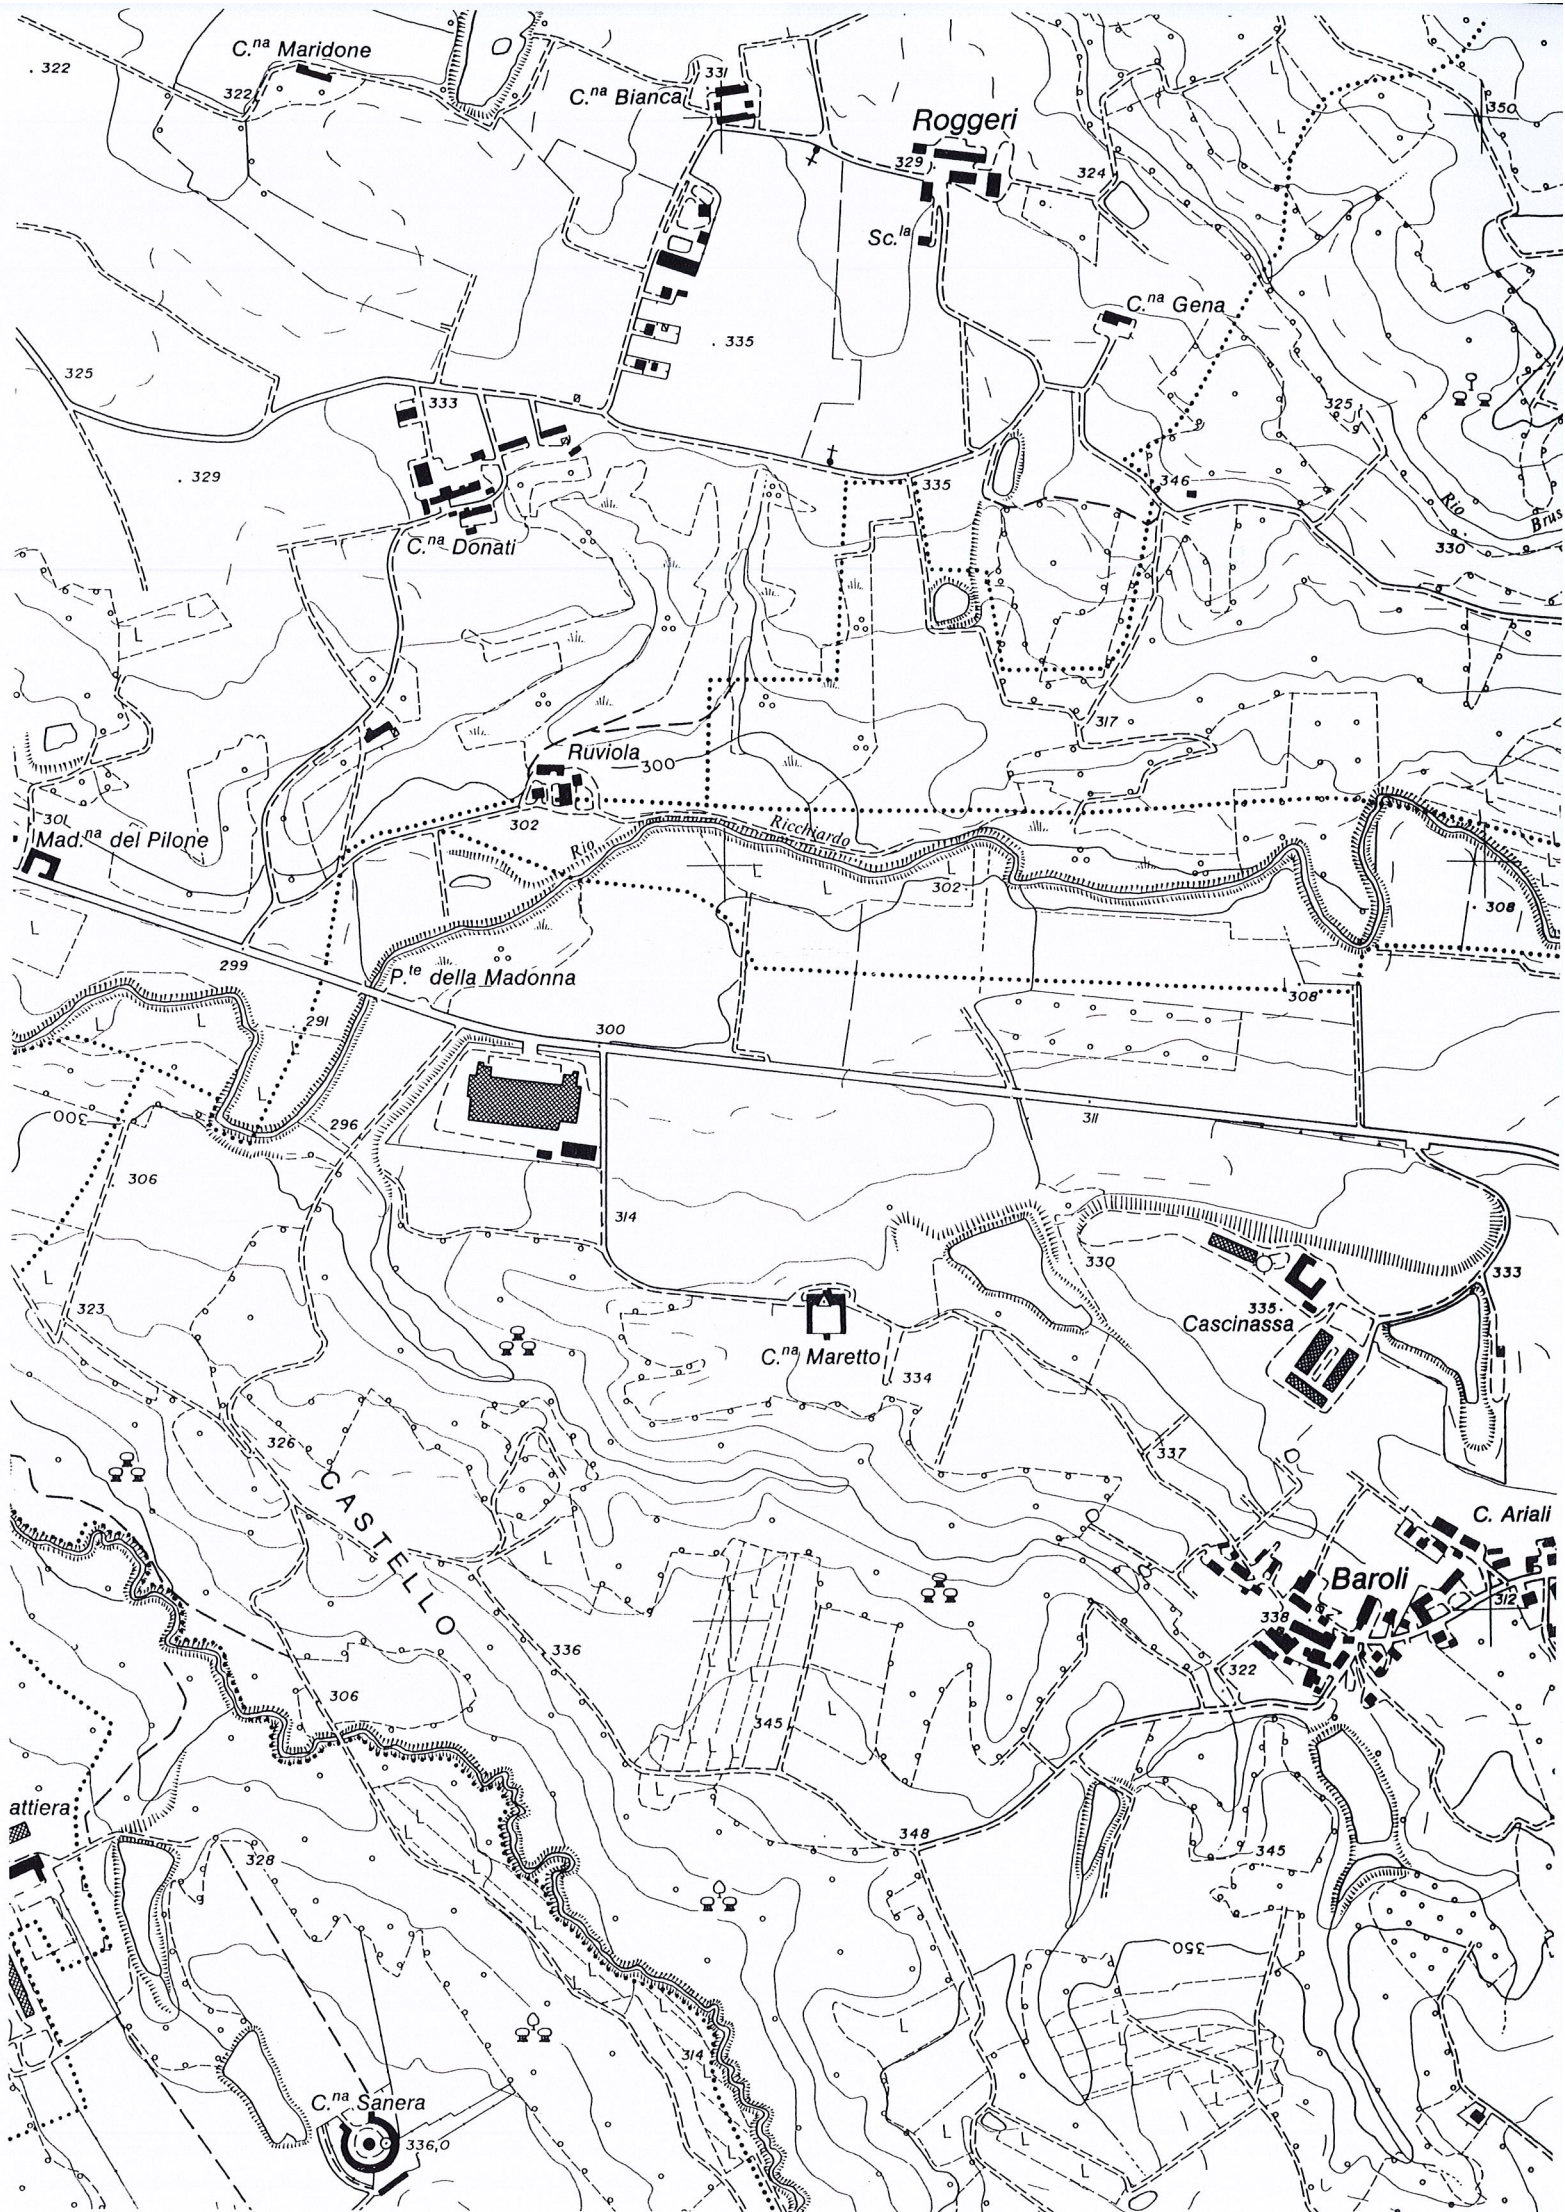 C.na Maridone
322
322
331
C.na Bianca
Roggeri
329
324
350
L
L
Sc.la
C.na Gena
335
325
333
325
329
335
346
C.na Donati
Rio
330
L
L
317
Ruviola
300
301
Mad.na del Pilone
302
Rio
Ricchiardo
L
L
L
302
308
L
299
P.te della Madonna
308
L
L
291
L
300
300
296
311
306
314
330
333
L
323
335
Cascinassa
C.na Maretto
334
326
337
CASTELLO
C. Ariali
L
Baroli
312
338
336
322
306
L
345
L
attiera
L
348
345
328
L
350
L
L
314
L
L
L
C.na Sanera
336,0
L
L